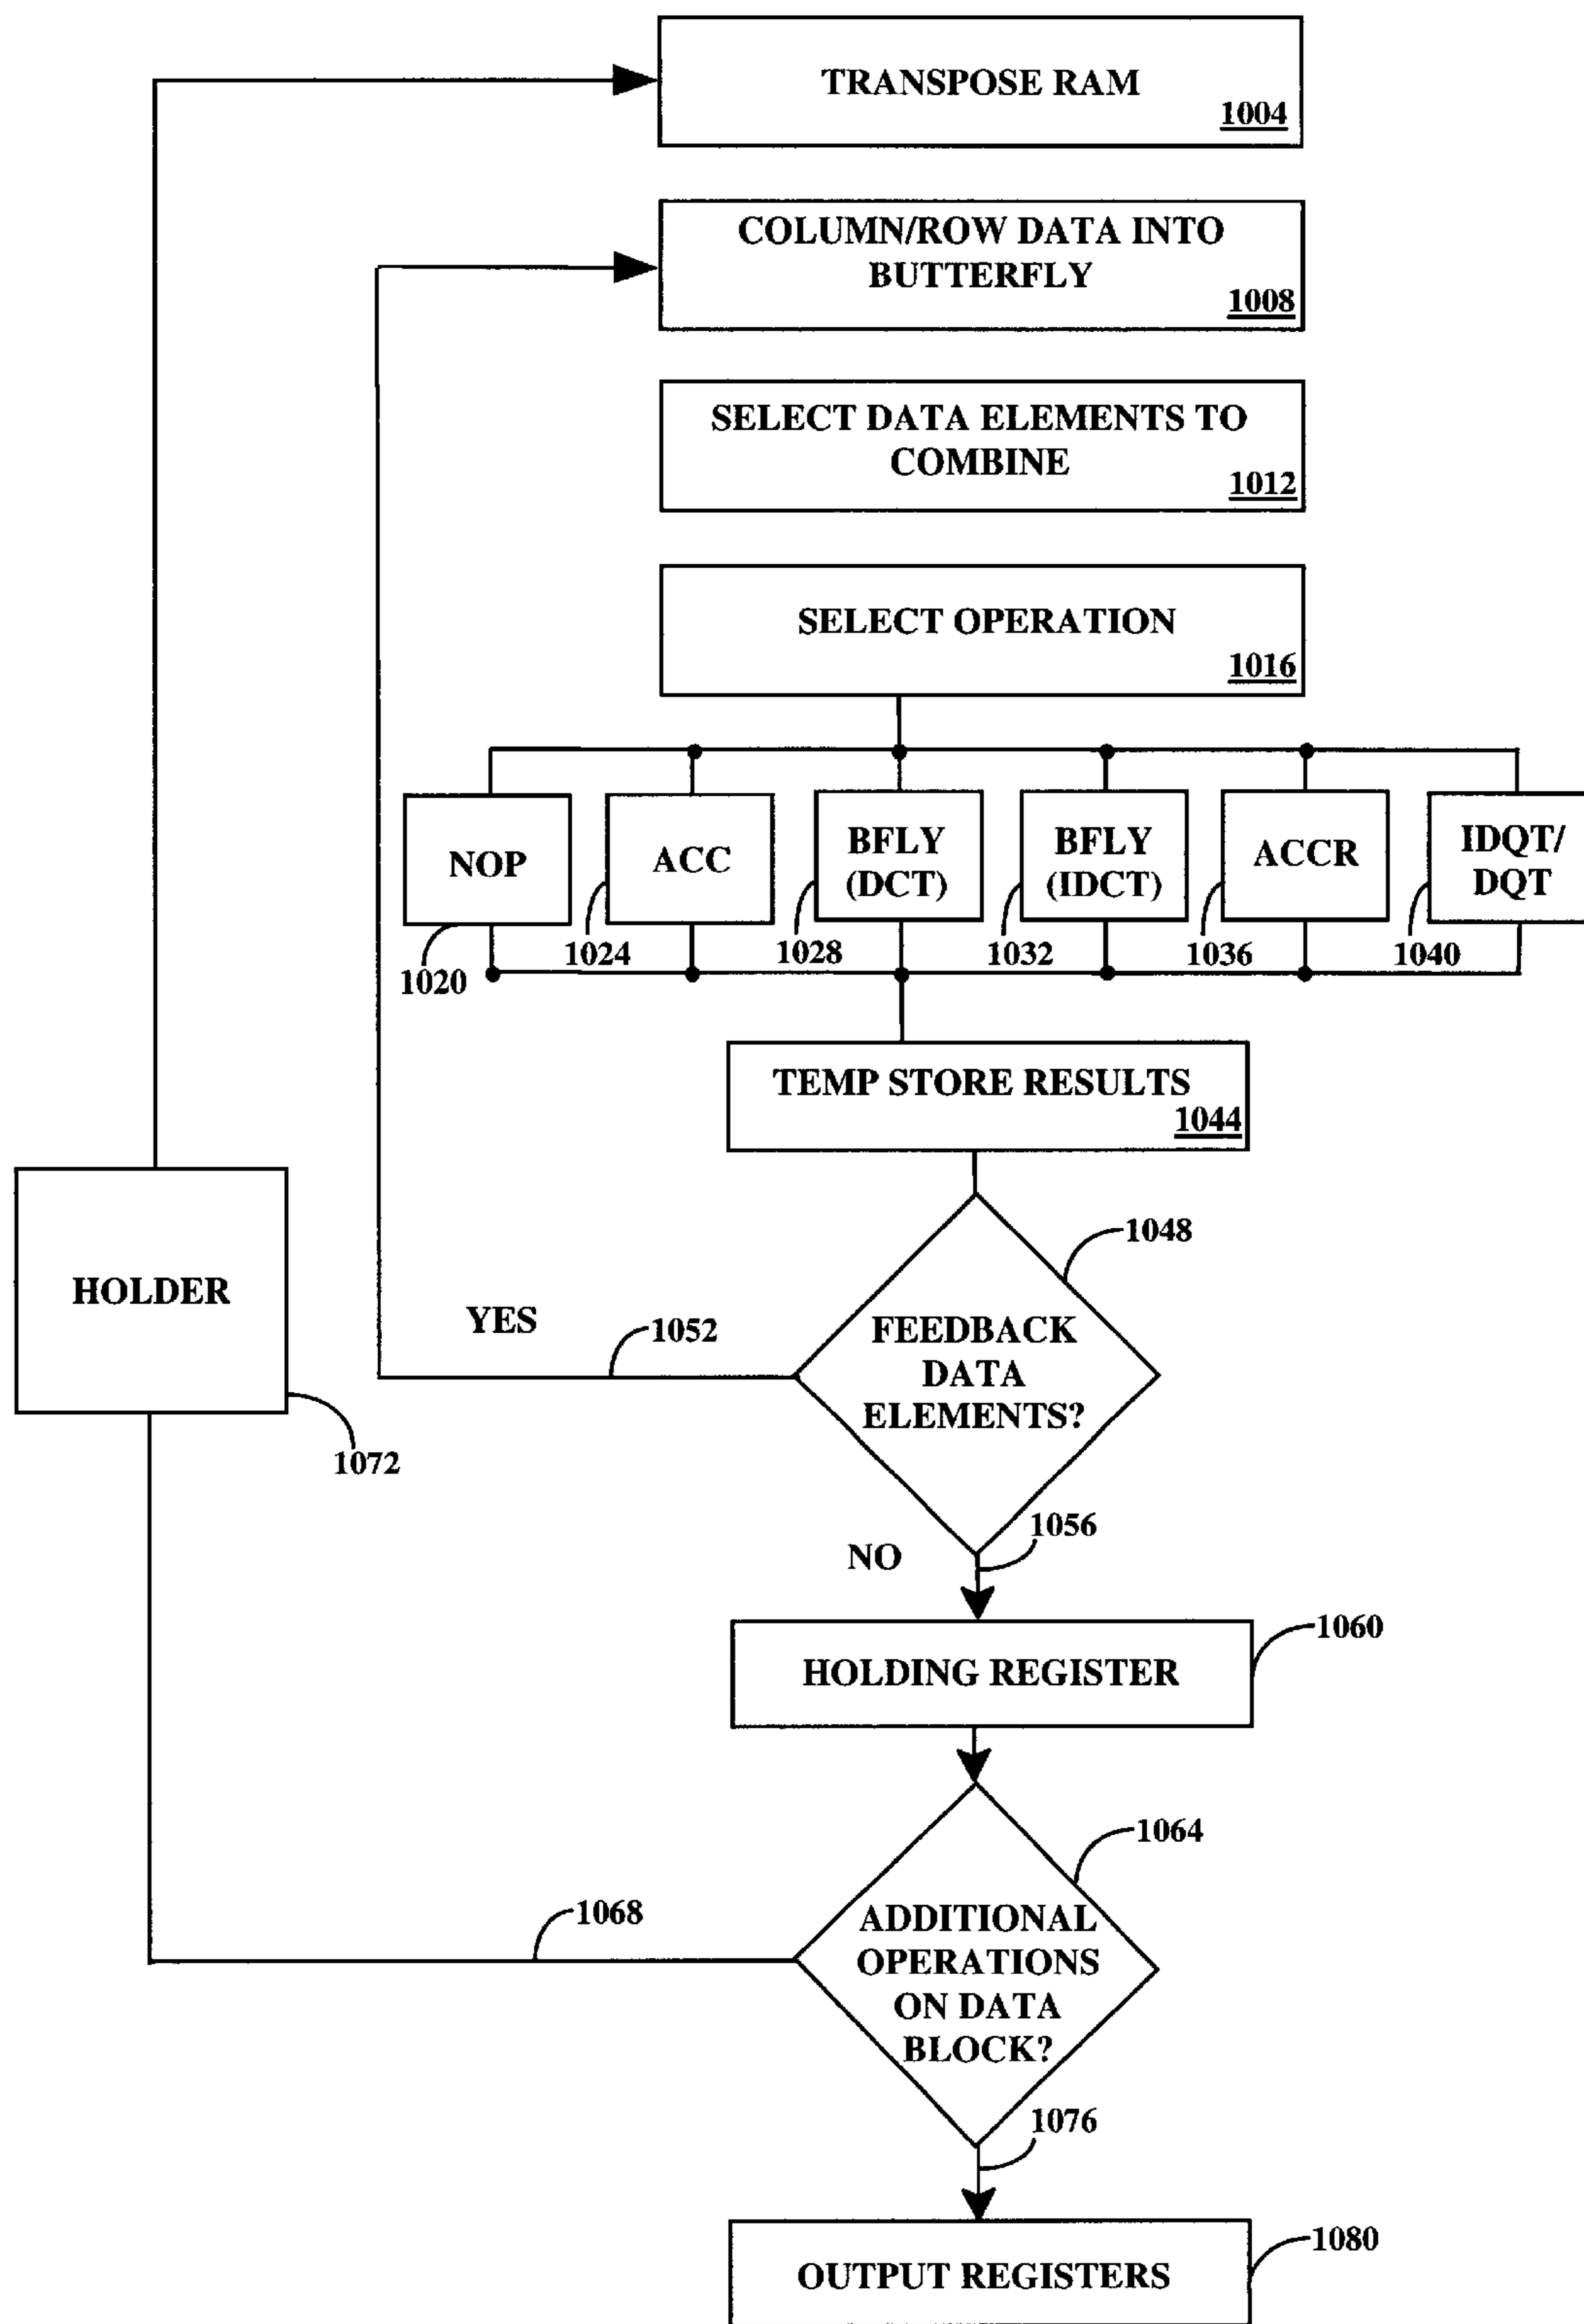 TRANSPOSE RAM
1004
COLUMN/ROW DATA INTO
BUTTERFLY
1008
SELECT DATA ELEMENTS TO
COMBINE
1012
SELECT OPERATION
1016
NOP
ACC
BFLY
(DCT)
BFLY
(IDCT)
ACCR
IDQT/
DQT
1020
1024
1028
1032
1036
1040
TEMP STORE RESULTS
1044
1048
HOLDER
1072
YES
1052
FEEDBACK
DATA
ELEMENTS?
NO
1056
HOLDING REGISTER
1060
1064
1068
ADDITIONAL
OPERATIONS
ON DATA
BLOCK?
1076
OUTPUT REGISTERS
1080